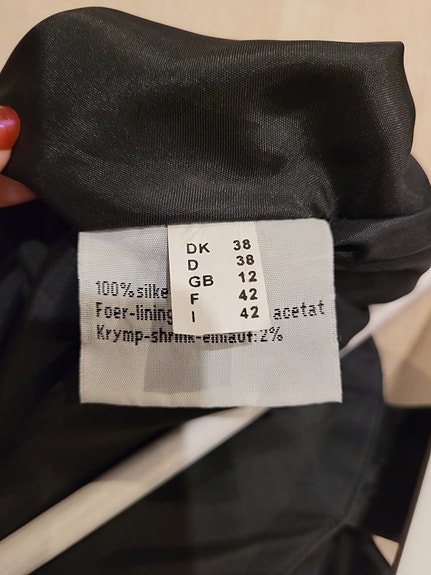 DK 38
D 38
GB 12
F 42
I 42
100% silke
Foer-lining acetat
Krymp-shrink-einlauf: 2%